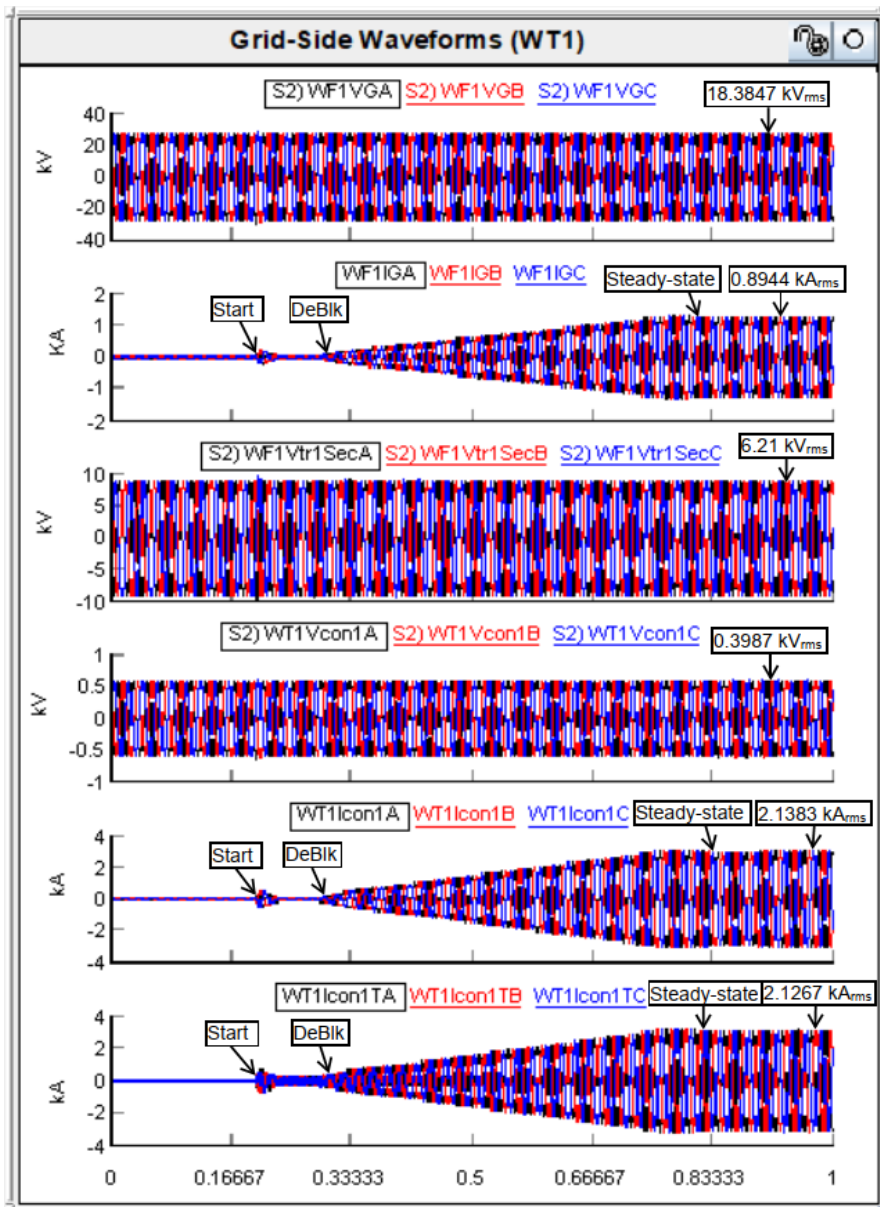 Grid-Side Waveforms (WT1)
S2) WF1VGA S2) WF1VGB S2) WF1VGC 18.3847 kVrms
40
20
0
-20
-40
kV
WF1IGA WF1IGB WF1IGC Steady-state 0.8944 kArms
Start DeBlk
2
1
0
-1
-2
KA
S2) WF1Vtr1SecA S2) WF1Vtr1SecB S2) WF1Vtr1SecC 6.21 kVrms
10
5
0
-5
-10
kV
S2) WT1Vcon1A S2) WT1Vcon1B S2) WT1Vcon1C 0.3987 kVrms
1
0.5
0
-0.5
-1
kV
WT1Icon1A WT1Icon1B WT1Icon1C Steady-state 2.1383 kArms
Start DeBlk
4
2
0
-2
-4
kA
WT1Icon1TA WT1Icon1TB WT1Icon1TC Steady-state 2.1267 kArms
Start DeBlk
4
2
0
-2
-4
kA
0 0.16667 0.33333 0.5 0.66667 0.83333 1